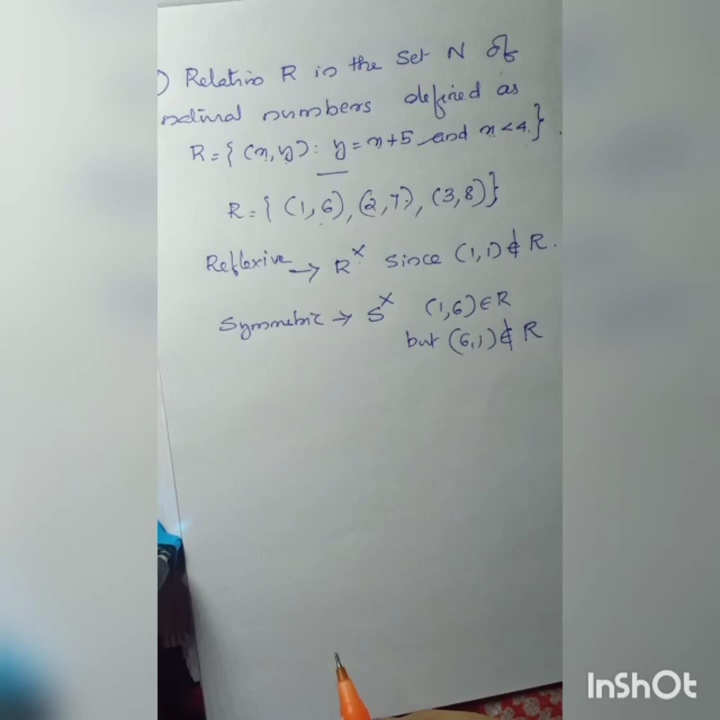 ) Relation R in the Set N of
natural numbers defined as
R = { (x, y) : y = x+5 and x < 4 } .
R = { (1, 6), (2, 7), (3, 8) }
Reflexive → R× since (1, 1) ∉ R.
Symmetric → S× (1, 6) ∈ R
but (6, 1) ∉ R
InShOt